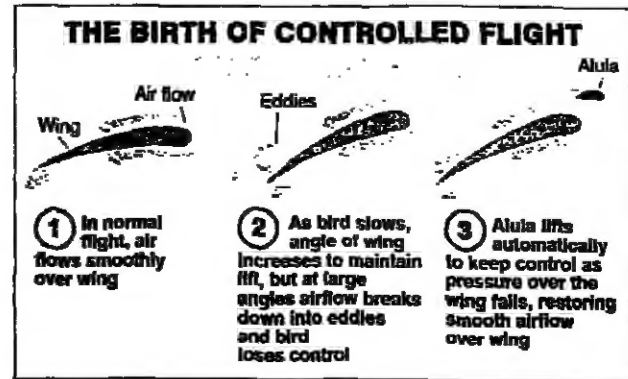 THE BIRTH OF CONTROLLED FLIGHT
Wing
Air flow
Eddies
Alula
1 In normal
flight, air
flows smoothly
over wing
2 As bird slows,
angle of wing
increases to maintain
lift, but at large
angles airflow breaks
down into eddies
and bird
loses control
3 Alula lifts
automatically
to keep control as
pressure over the
wing falls, restoring
smooth airflow
over wing